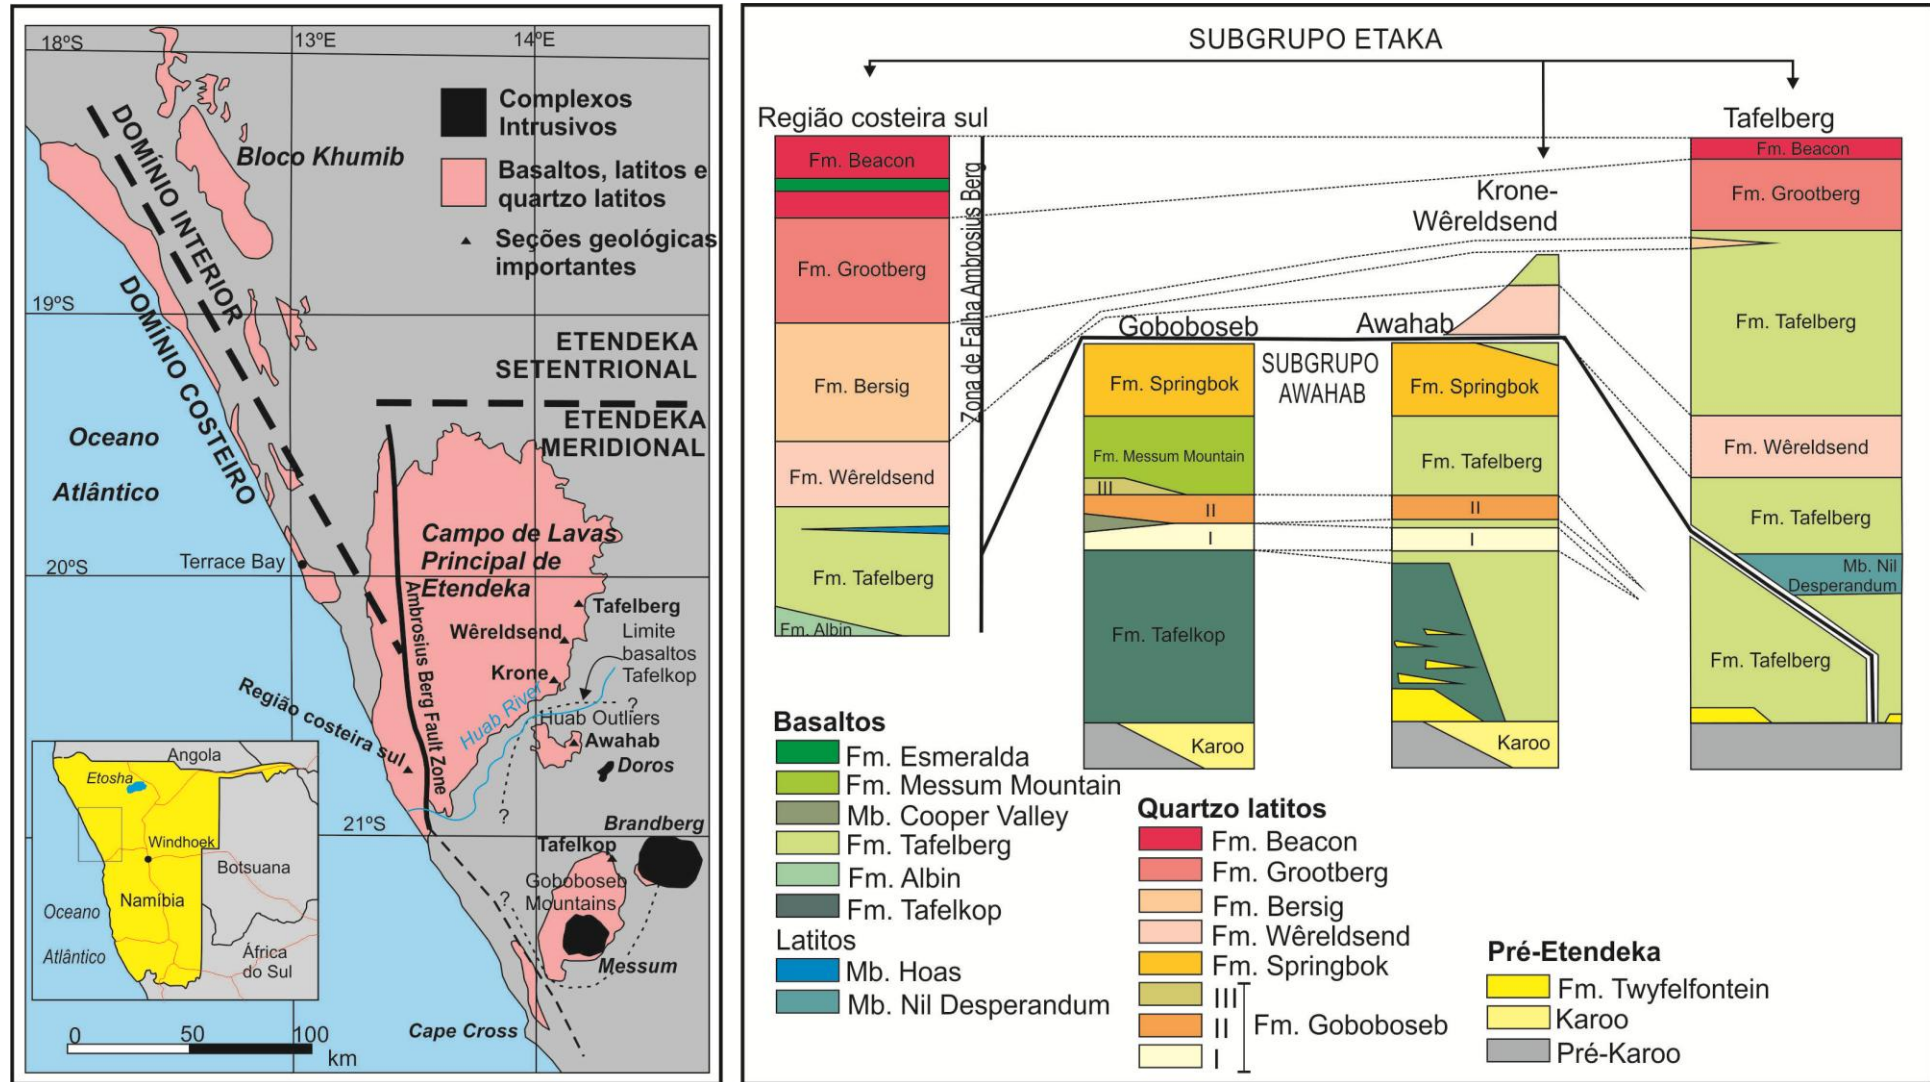 18ºS
13ºE
14ºE
Complexos
Intrusivos
Basaltos, latitos e
quartzo latitos
Seções geológicas
importantes
DOMÍNIO INTERIOR
DOMÍNIO COSTEIRO
Bloco Khumib
19ºS
ETENDEKA
SETENTRIONAL
ETENDEKA
MERIDIONAL
Oceano
Atlântico
Campo de Lavas
Principal de
Etendeka
Terrace Bay
20ºS
Ambrosius Berg Fault Zone
Tafelberg
Wêreldsend
Limite
basaltos
Tafelkop
Krone
Huab River
?
Huab Outliers
Awahab
Doros
Região costeira sul
?
21ºS
Brandberg
Tafelkop
Goboboseb
Mountains
?
Messum
Cape Cross
Angola
Etosha
Windhoek
Botsuana
Namíbia
Oceano
Atlântico
África
do Sul
0
50
100
km
SUBGRUPO ETAKA
Região costeira sul
Fm. Beacon
Fm. Grootberg
Fm. Bersig
Fm. Wêreldsend
Fm. Tafelberg
Fm. Albin
Zona de Falha Ambrosius Berg
Goboboseb
Fm. Springbok
Fm. Messum Mountain
III
II
I
Fm. Tafelkop
Karoo
SUBGRUPO
AWAHAB
Krone-
Wêreldsend
Awahab
Fm. Springbok
Fm. Tafelberg
II
I
Karoo
Tafelberg
Fm. Beacon
Fm. Grootberg
Fm. Tafelberg
Fm. Wêreldsend
Fm. Tafelberg
Mb. Nil
Desperandum
Fm. Tafelberg
Basaltos
Fm. Esmeralda
Fm. Messum Mountain
Mb. Cooper Valley
Fm. Tafelberg
Fm. Albin
Fm. Tafelkop
Latitos
Mb. Hoas
Mb. Nil Desperandum
Quartzo latitos
Fm. Beacon
Fm. Grootberg
Fm. Bersig
Fm. Wêreldsend
Fm. Springbok
III
II
I
Fm. Goboboseb
Pré-Etendeka
Fm. Twyfelfontein
Karoo
Pré-Karoo